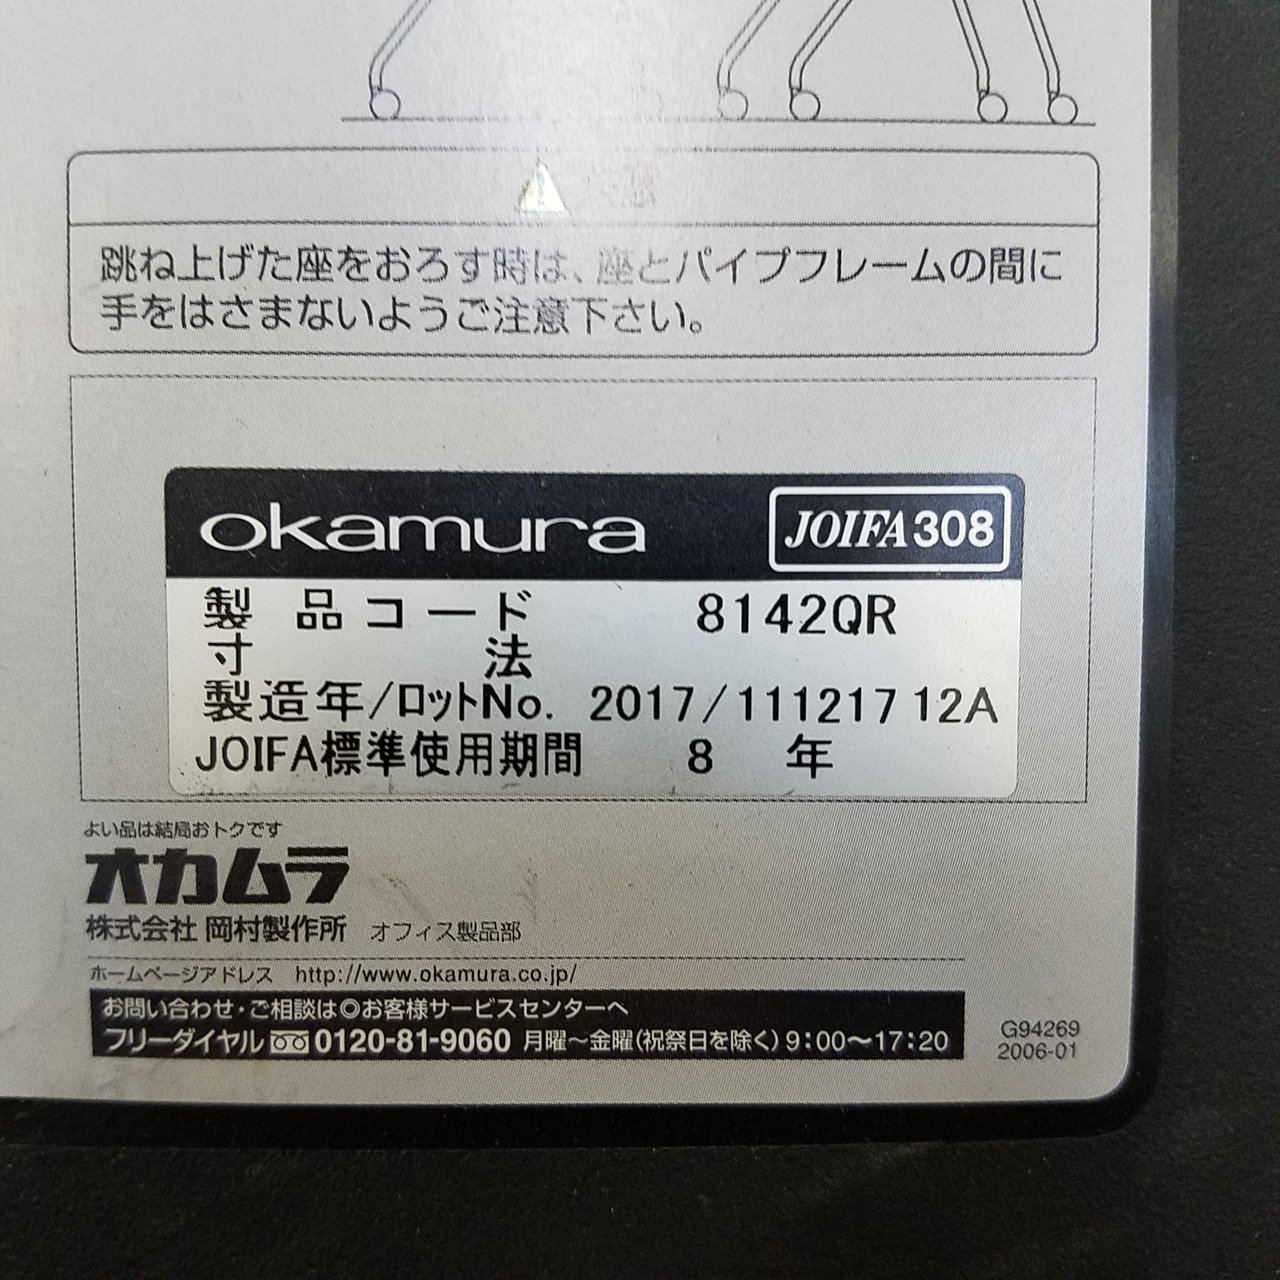 跳ね上げた座をおろす時は、座とパイプフレームの間に
手をはさまないようご注意下さい。
okamura JOIFA308
製品コード 8142QR
寸法
製造年/ロットNo. 2017/111217 12A
JOIFA標準使用期間 8 年
よい品は結局おトクです
オカムラ
株式会社 岡村製作所 オフィス製品部
ホームページアドレス http://www.okamura.co.jp/
お問い合わせ・ご相談は◎お客様サービスセンターへ
フリーダイヤル 0120-81-9060 月曜〜金曜(祝祭日を除く) 9:00〜17:20
G94269
2006-01